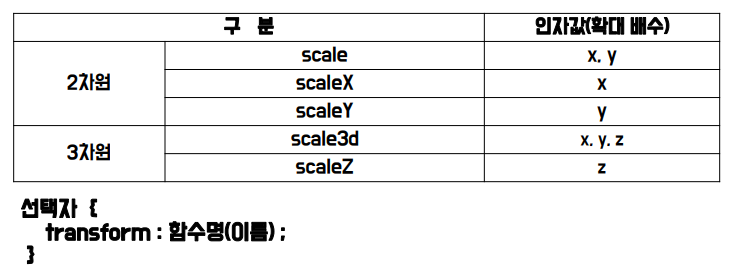 구 분 인자값(확대 배수)
2차원 scale x, y
scaleX x
scaleY y
3차원 scale3d x, y, z
scaleZ z
선택자 {
transform : 함수명(이름) ;
}